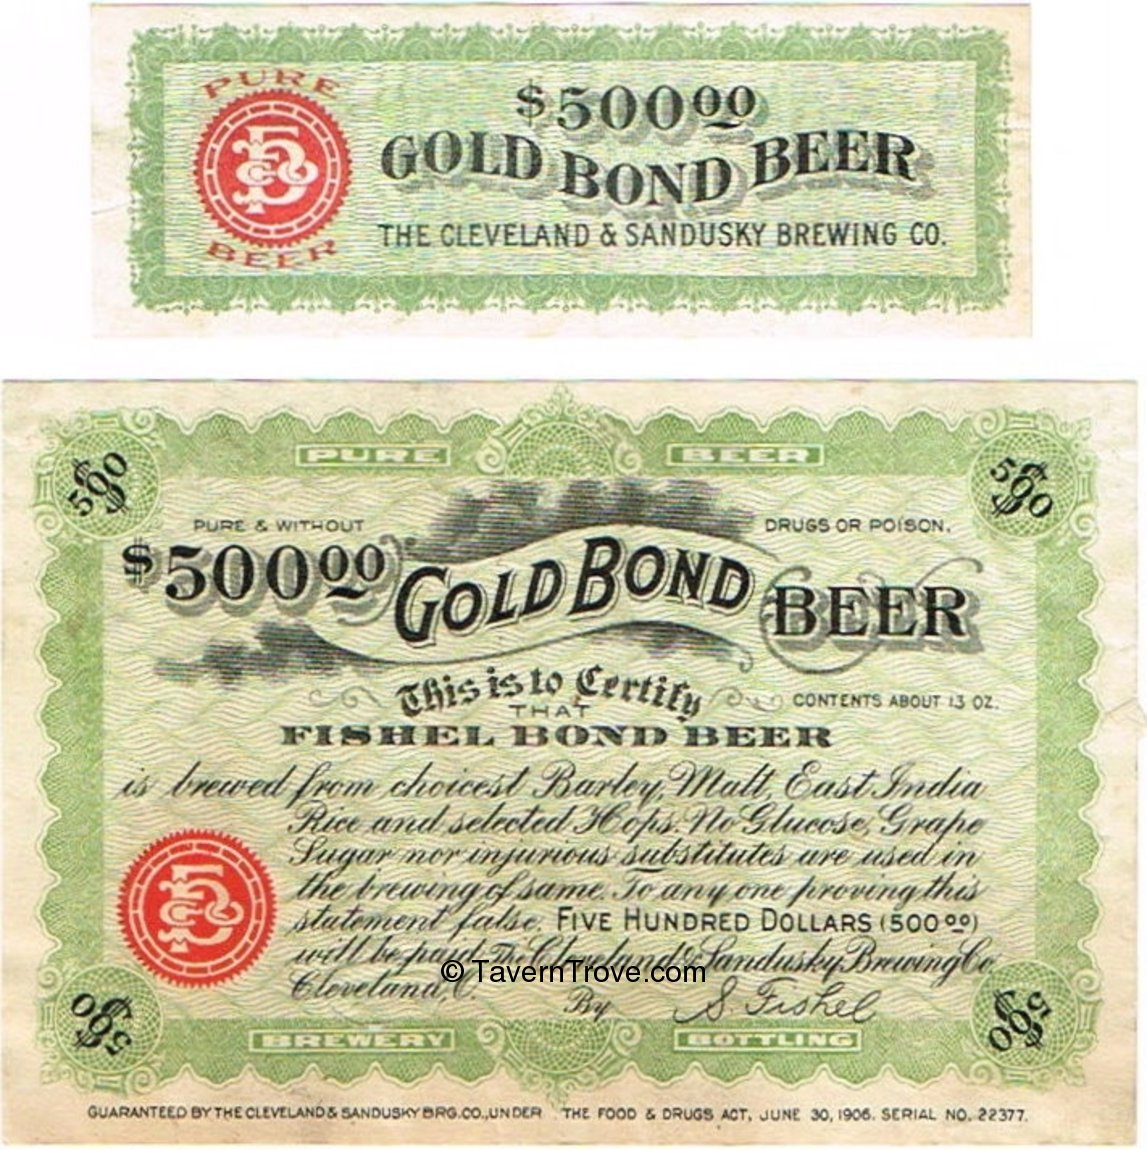 PURE
BEER
$500 00
GOLD BOND BEER
THE CLEVELAND & SANDUSKY BREWING CO.
PURE BEER
$500 $500
PURE & WITHOUT DRUGS OR POISON.
$500 00 GOLD BOND BEER
This is to Certify
CONTENTS ABOUT 13 OZ.
THAT
FISHEL BOND BEER
is brewed from choicest Barley, Malt, East India
Rice and selected Hops. No Glucose, Grape
Sugar nor injurious substitutes are used in
the brewing of same. To any one proving this
statement false, FIVE HUNDRED DOLLARS (500 00)
will be paid. The Cleveland & Sandusky Brewing Co.
© TavernTrove.com
Cleveland, O. By S. Fishel
$500 $500
BREWERY BOTTLING
GUARANTEED BY THE CLEVELAND & SANDUSKY BRG. CO., UNDER THE FOOD & DRUGS ACT, JUNE 30, 1906. SERIAL NO. 22377.